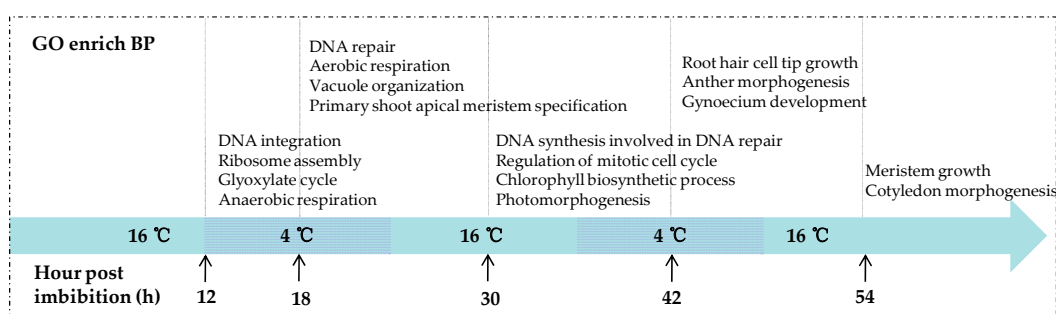 GO enrich BP
DNA repair
Aerobic respiration
Vacuole organization
Primary shoot apical meristem specification
Root hair cell tip growth
Anther morphogenesis
Gynoecium development
DNA integration
Ribosome assembly
Glyoxylate cycle
Anaerobic respiration
DNA synthesis involved in DNA repair
Regulation of mitotic cell cycle
Chlorophyll biosynthetic process
Photomorphogenesis
Meristem growth
Cotyledon morphogenesis
16 ℃ 4 ℃ 16 ℃ 4 ℃ 16 ℃
Hour post
imbibition (h) 12 18 30 42 54